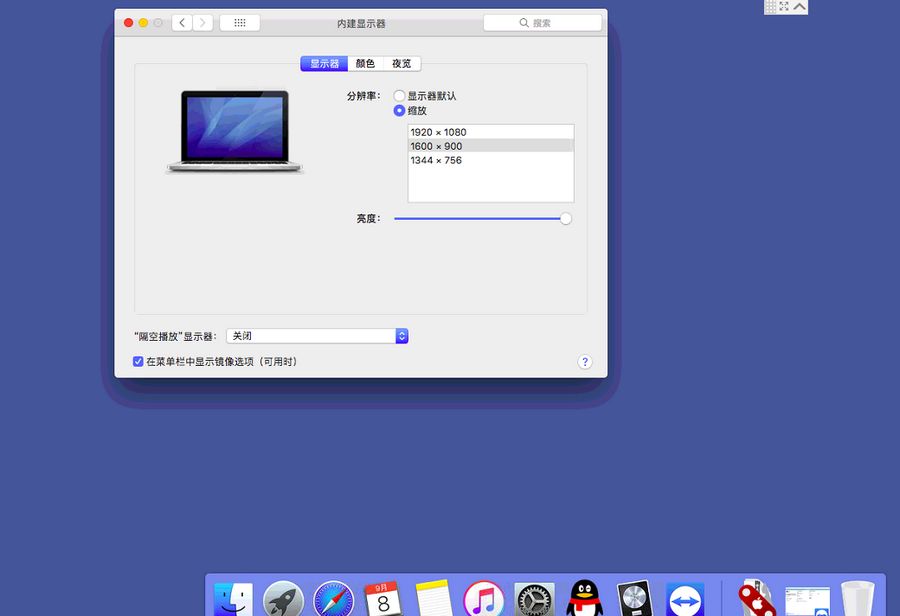 内建显示器
搜索
显示器 颜色 夜览
分辨率：
显示器默认
缩放
1920 × 1080
1600 × 900
1344 × 756
亮度：
“隔空播放”显示器：
关闭
在菜单栏中显示镜像选项（可用时）
?
9月
8